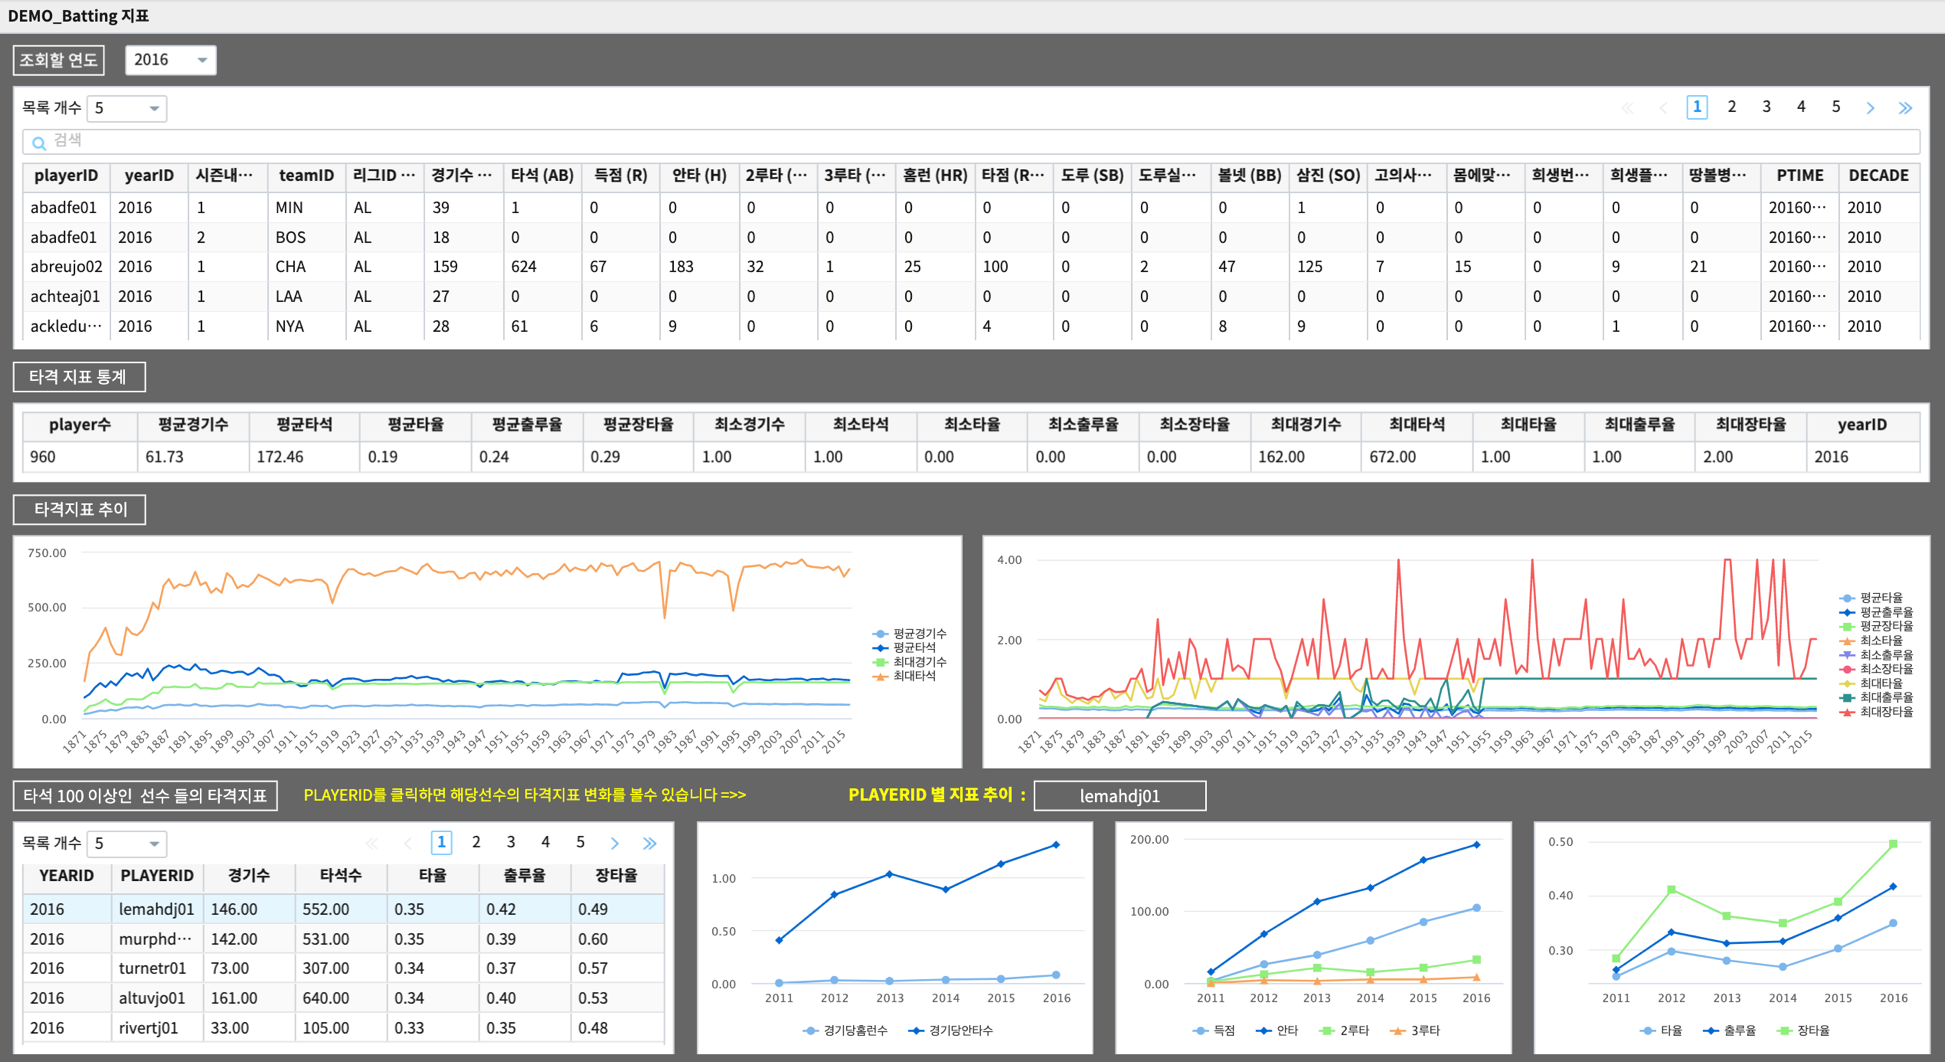 DEMO_Batting 지표
조회할 연도 2016
목록 개수 5 1 2 3 4 5
검색
playerID yearID 시즌내··· teamID 리그ID ··· 경기수 ··· 타석 (AB) 득점 (R) 안타 (H) 2루타 (··· 3루타 (··· 홈런 (HR) 타점 (R··· 도루 (SB) 도루실··· 볼넷 (BB) 삼진 (SO) 고의사··· 몸에맞··· 희생번··· 희생플··· 땅볼병··· PTIME DECADE
abadfe01 2016 1 MIN AL 39 1 0 0 0 0 0 0 0 0 0 1 0 0 0 0 0 20160··· 2010
abadfe01 2016 2 BOS AL 18 0 0 0 0 0 0 0 0 0 0 0 0 0 0 0 0 20160··· 2010
abreujo02 2016 1 CHA AL 159 624 67 183 32 1 25 100 0 2 47 125 7 15 0 9 21 20160··· 2010
achteaj01 2016 1 LAA AL 27 0 0 0 0 0 0 0 0 0 0 0 0 0 0 0 0 20160··· 2010
ackledu··· 2016 1 NYA AL 28 61 6 9 0 0 0 4 0 0 8 9 0 0 0 1 0 20160··· 2010
타격 지표 통계
player수 평균경기수 평균타석 평균타율 평균출루율 평균장타율 최소경기수 최소타석 최소타율 최소출루율 최소장타율 최대경기수 최대타석 최대타율 최대출루율 최대장타율 yearID
960 61.73 172.46 0.19 0.24 0.29 1.00 1.00 0.00 0.00 0.00 162.00 672.00 1.00 1.00 2.00 2016
타격지표 추이
750.00
500.00
250.00
0.00
1871 1875 1879 1883 1887 1891 1895 1899 1903 1907 1911 1915 1919 1923 1927 1931 1935 1939 1943 1947 1951 1955 1959 1963 1967 1971 1975 1979 1983 1987 1991 1995 1999 2003 2007 2011 2015
평균경기수
평균타석
최대경기수
최대타석
4.00
2.00
0.00
1871 1875 1879 1883 1887 1891 1895 1899 1903 1907 1911 1915 1919 1923 1927 1931 1935 1939 1943 1947 1951 1955 1959 1963 1967 1971 1975 1979 1983 1987 1991 1995 1999 2003 2007 2011 2015
평균타율
평균출루율
평균장타율
최소타율
최소출루율
최소장타율
최대타율
최대출루율
최대장타율
타석 100 이상인 선수 들의 타격지표 PLAYERID를 클릭하면 해당선수의 타격지표 변화를 볼수 있습니다 =>> PLAYERID 별 지표 추이 : lemahdj01
목록 개수 5 1 2 3 4 5
YEARID PLAYERID 경기수 타석수 타율 출루율 장타율
2016 lemahdj01 146.00 552.00 0.35 0.42 0.49
2016 murphd··· 142.00 531.00 0.35 0.39 0.60
2016 turnetr01 73.00 307.00 0.34 0.37 0.57
2016 altuvjo01 161.00 640.00 0.34 0.40 0.53
2016 rivertj01 33.00 105.00 0.33 0.35 0.48
1.00
0.50
0.00
2011 2012 2013 2014 2015 2016
경기당홈런수 경기당안타수
200.00
100.00
0.00
2011 2012 2013 2014 2015 2016
득점 안타 2루타 3루타
0.50
0.40
0.30
2011 2012 2013 2014 2015 2016
타율 출루율 장타율